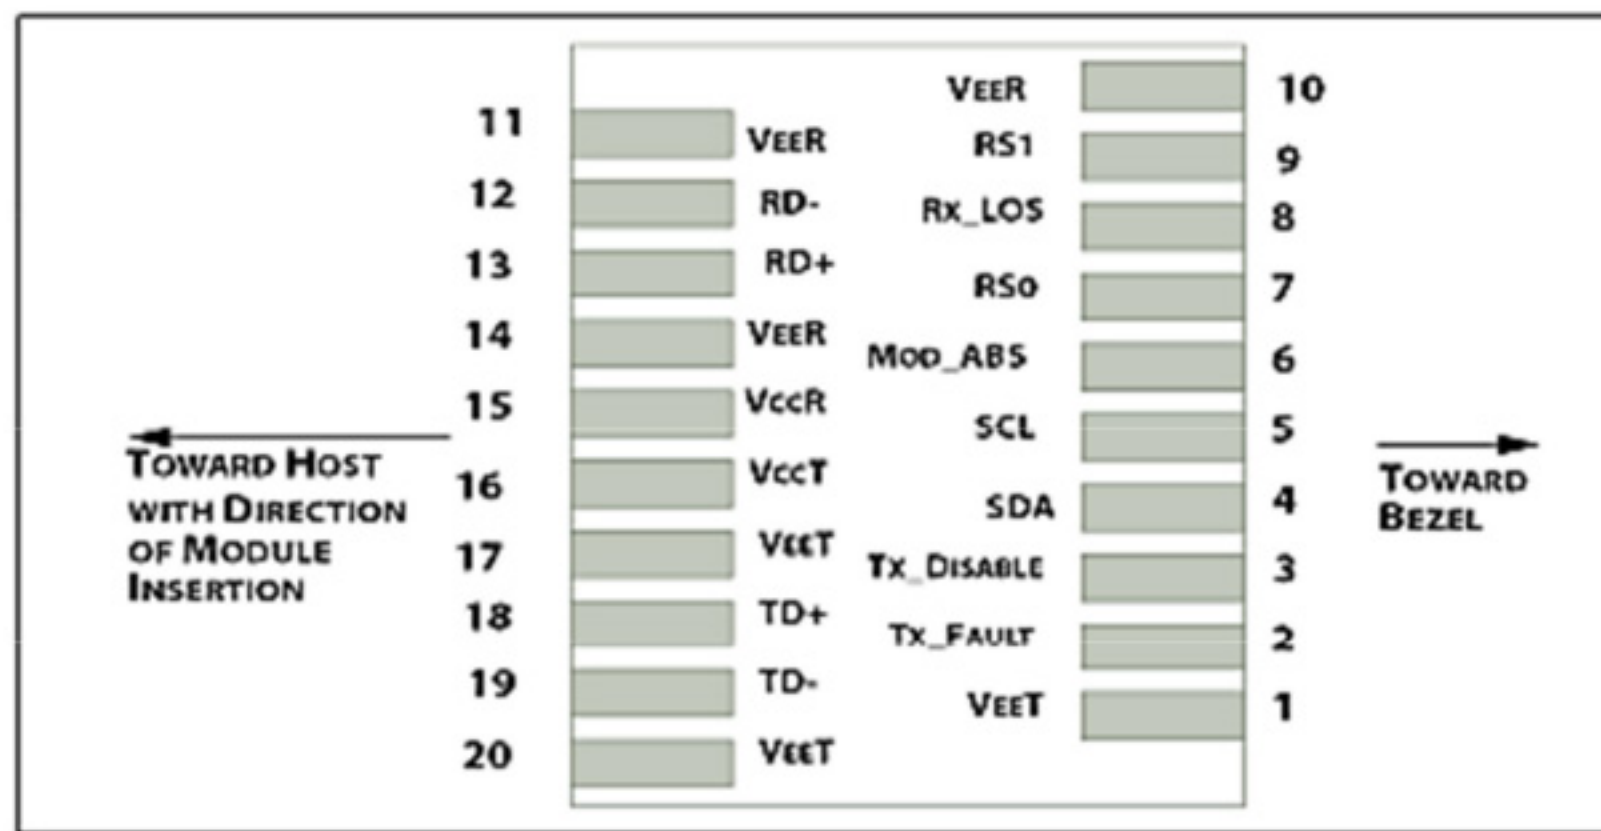 VEER 10
11 VEER RS1 9
12 RD- RX_LOS 8
13 RD+ RS0 7
14 VEER MOD_ABS 6
15 VCCR SCL 5
16 VCCT SDA 4
17 VEET TX_DISABLE 3
18 TD+ TX_FAULT 2
19 TD- VEET 1
20 VEET
TOWARD HOST
WITH DIRECTION
OF MODULE
INSERTION
TOWARD
BEZEL